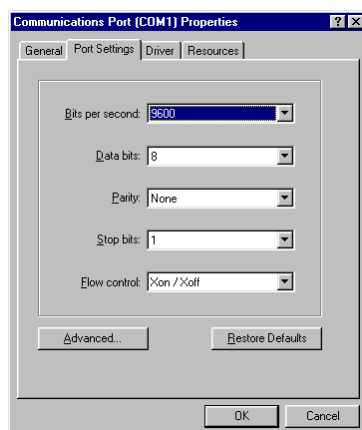 Communications Port (COM1) Properties
General Port Settings Driver Resources
Bits per second: 9600
Data bits: 8
Parity: None
Stop bits: 1
Flow control: Xon / Xoff
Advanced... Restore Defaults
OK Cancel